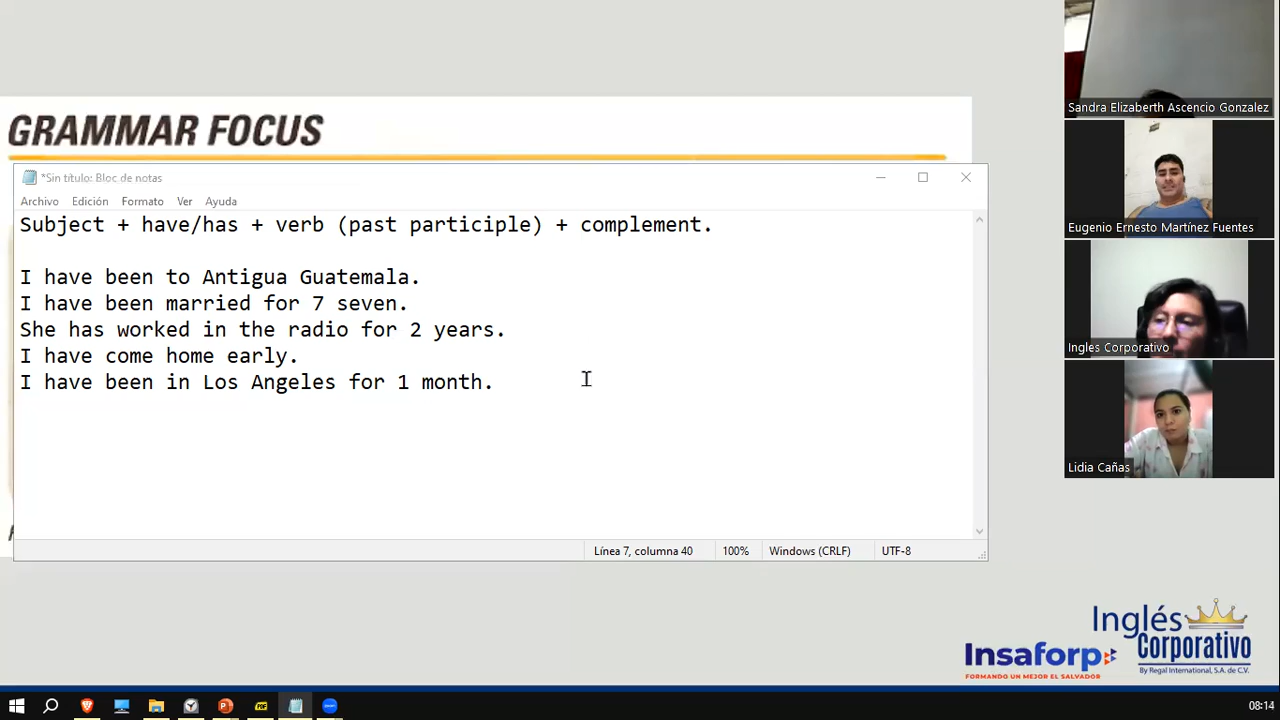 GRAMMAR FOCUS
*Sin título: Bloc de notas
Archivo Edición Formato Ver Ayuda
Subject + have/has + verb (past participle) + complement.
I have been to Antigua Guatemala.
I have been married for 7 seven.
She has worked in the radio for 2 years.
I have come home early.
I have been in Los Angeles for 1 month.
Línea 7, columna 40 100% Windows (CRLF) UTF-8
Sandra Elizaberth Ascencio Gonzalez
Eugenio Ernesto Martínez Fuentes
Ingles Corporativo
Lidia Cañas
Insaforp
FORMANDO UN MEJOR EL SALVADOR
Inglés
Corporativo
By Regal International, S.A. de C.V.
08:14